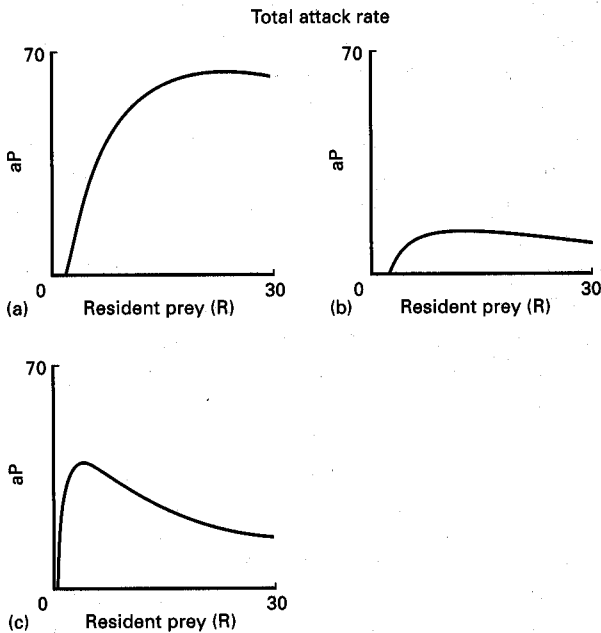 Total attack rate
70
aP
0
30
(a)
Resident prey (R)
70
aP
0
30
(b)
Resident prey (R)
70
aP
0
30
(c)
Resident prey (R)